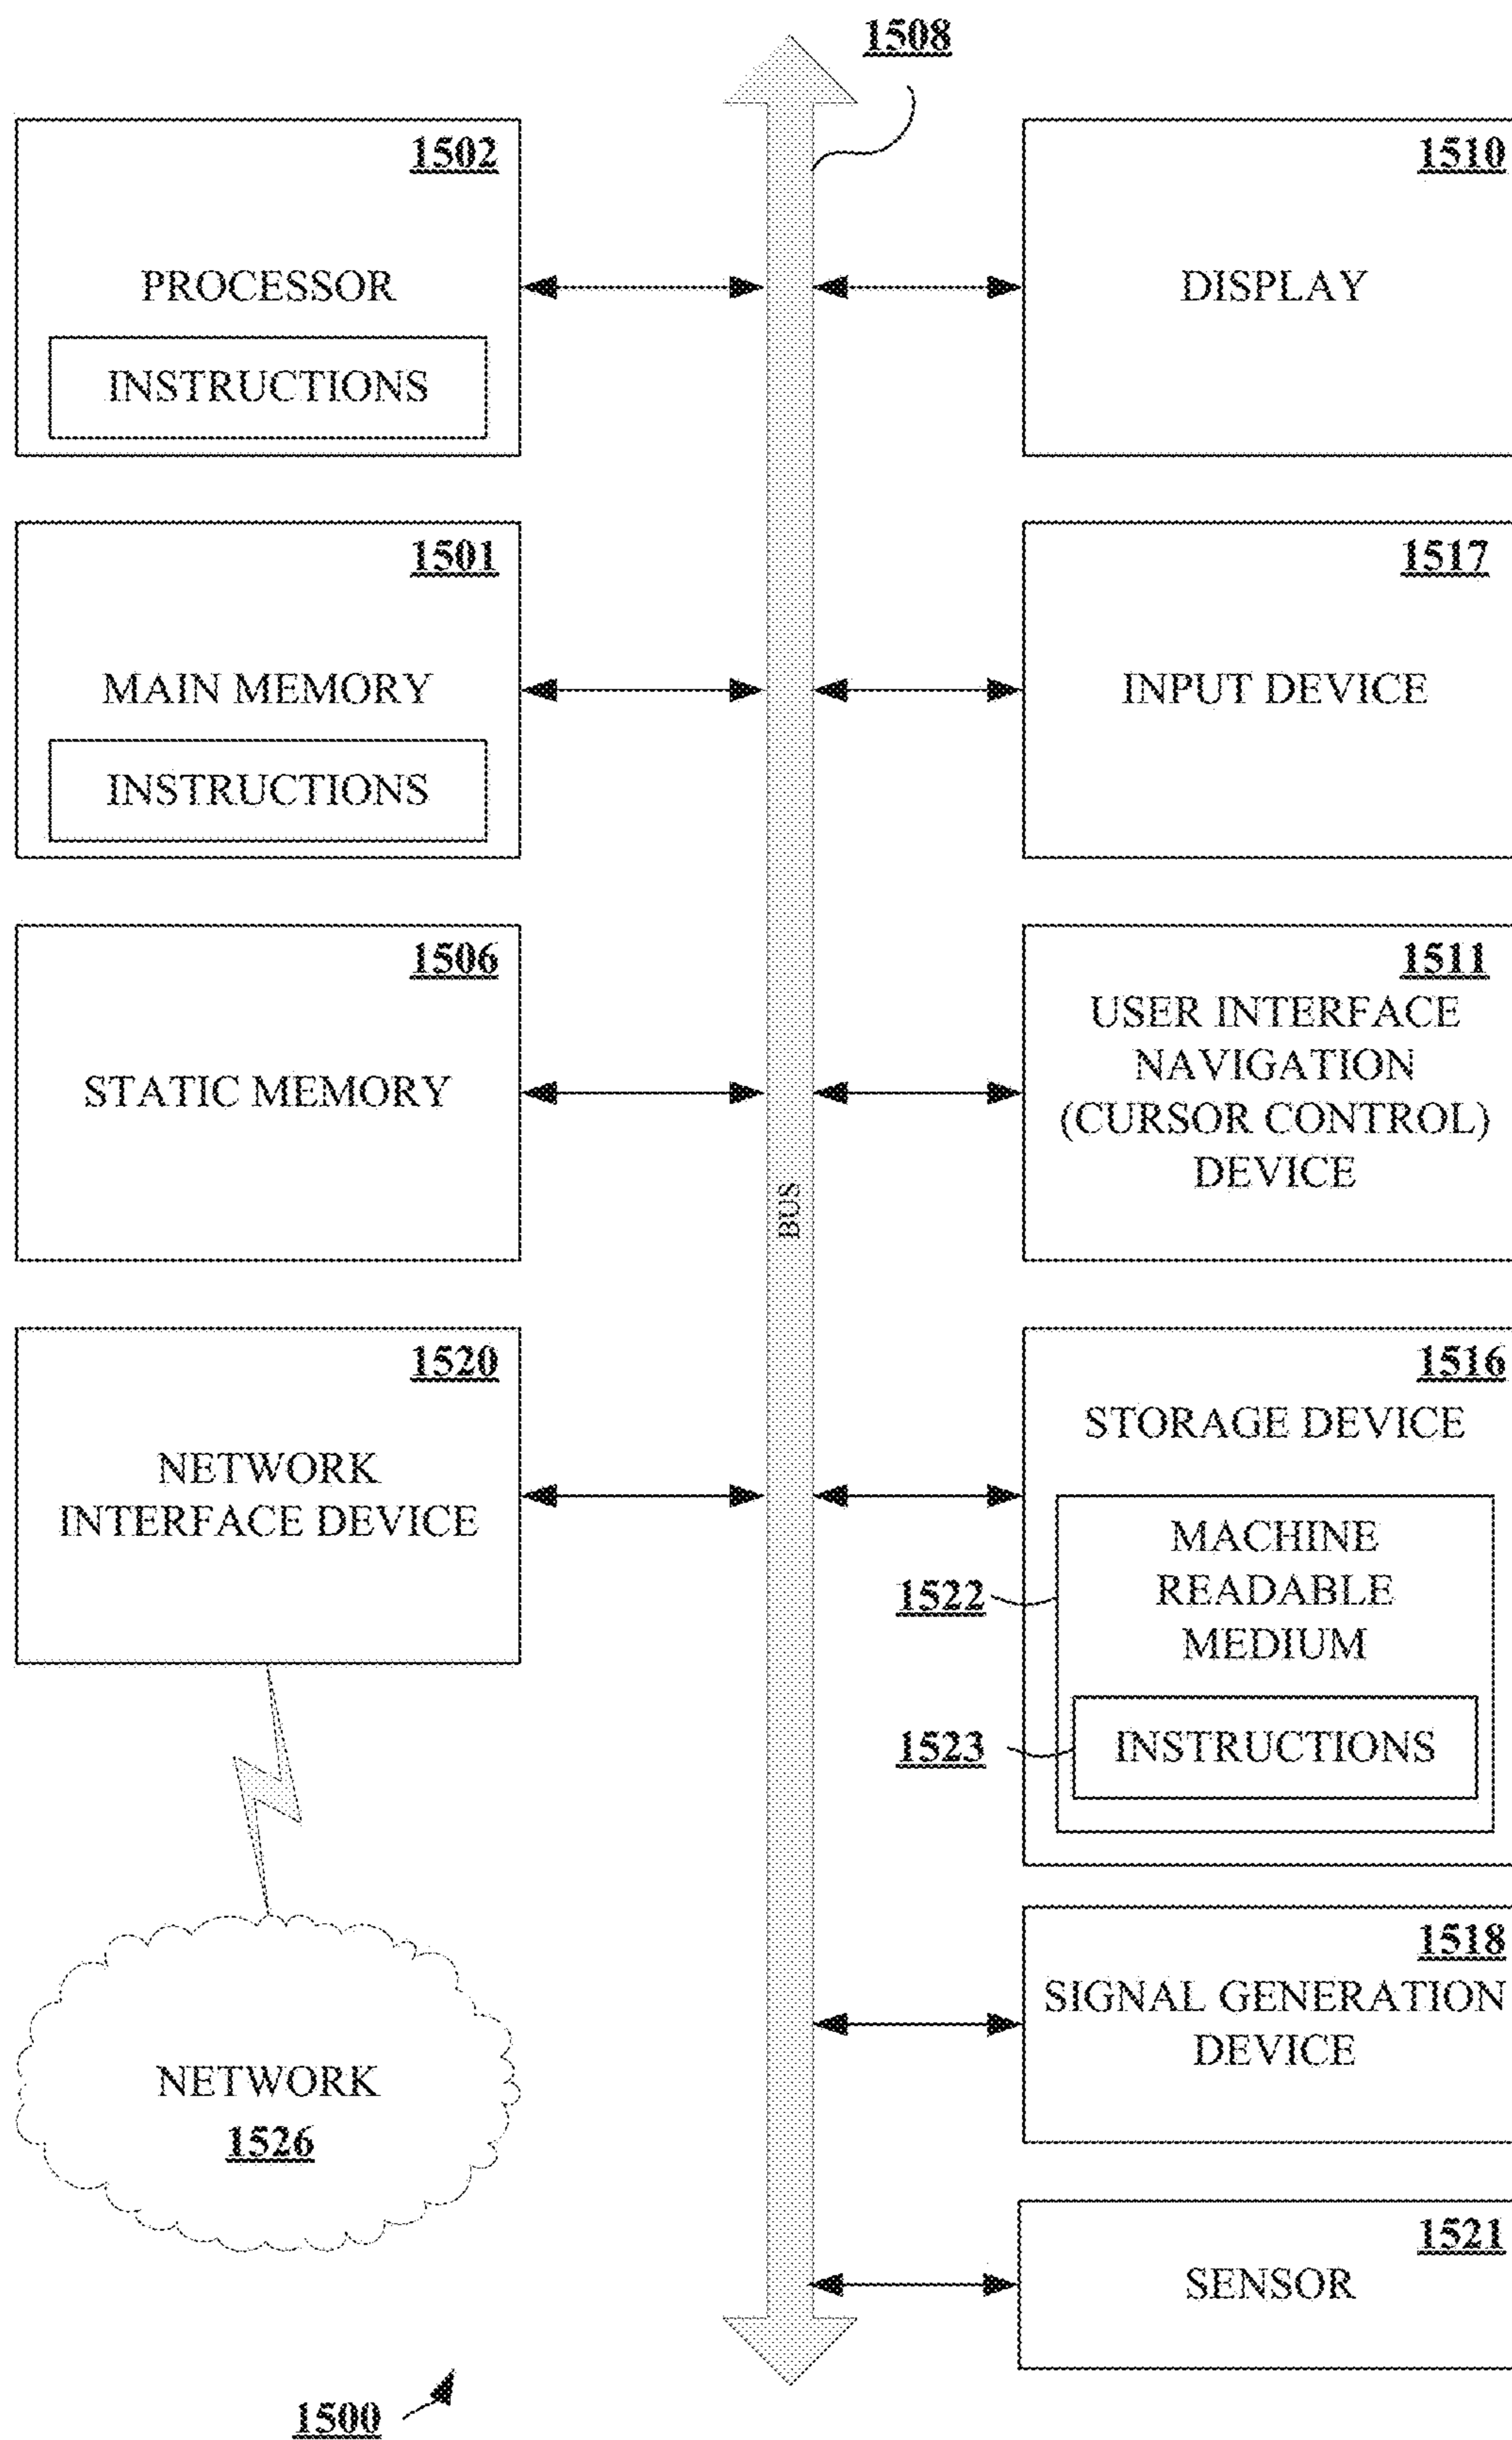 1508
1502
PROCESSOR
INSTRUCTIONS
1510
DISPLAY
1501
MAIN MEMORY
INSTRUCTIONS
1517
INPUT DEVICE
1506
STATIC MEMORY
1511
USER INTERFACE
NAVIGATION
(CURSOR CONTROL)
DEVICE
BUS
1520
NETWORK
INTERFACE DEVICE
1516
STORAGE DEVICE
MACHINE
READABLE
MEDIUM
1522
INSTRUCTIONS
1523
1518
SIGNAL GENERATION
DEVICE
NETWORK
1526
1521
SENSOR
1500